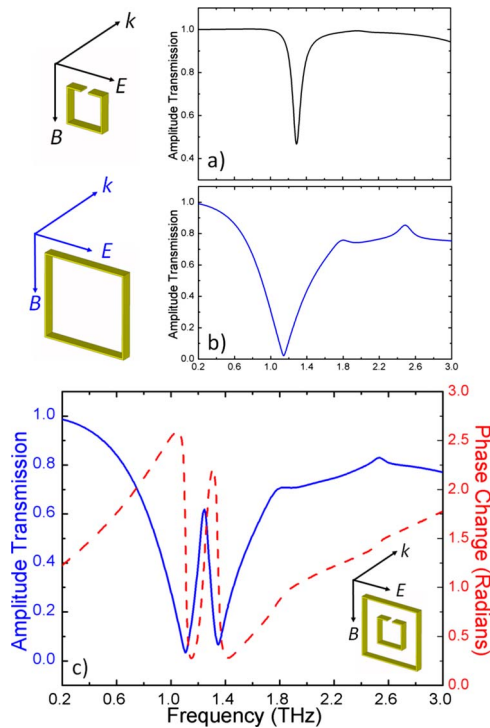 k
E
B
Amplitude Transmission
1.0
0.8
0.6
0.4
a)
k
E
B
Amplitude Transmission
1.0
0.8
0.6
0.4
0.2
0.0
b)
0.2 0.6 1.0 1.4 1.8 2.2 2.6 3.0
Amplitude Transmission
1.0
0.8
0.6
0.4
0.2
0.0
c)
k
E
B
3.0
2.5
2.0
1.5
1.0
0.5
0.0
Phase Change (Radians)
0.2 0.6 1.0 1.4 1.8 2.2 2.6 3.0
Frequency (THz)